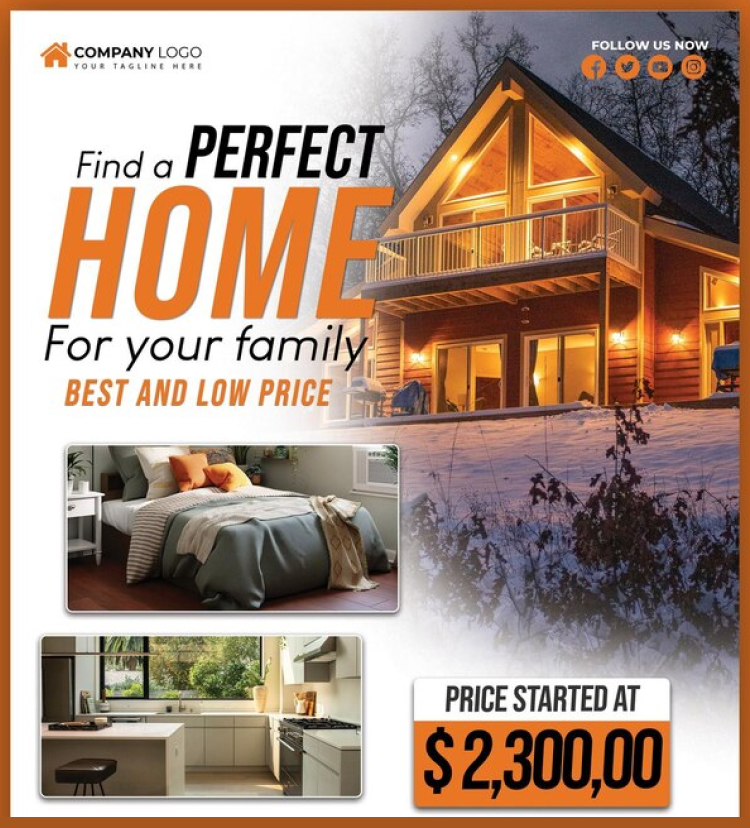 COMPANY LOGO
YOUR TAGLINE HERE
FOLLOW US NOW
Find a PERFECT
HOME
For your family
BEST AND LOW PRICE
PRICE STARTED AT
$2,300,00